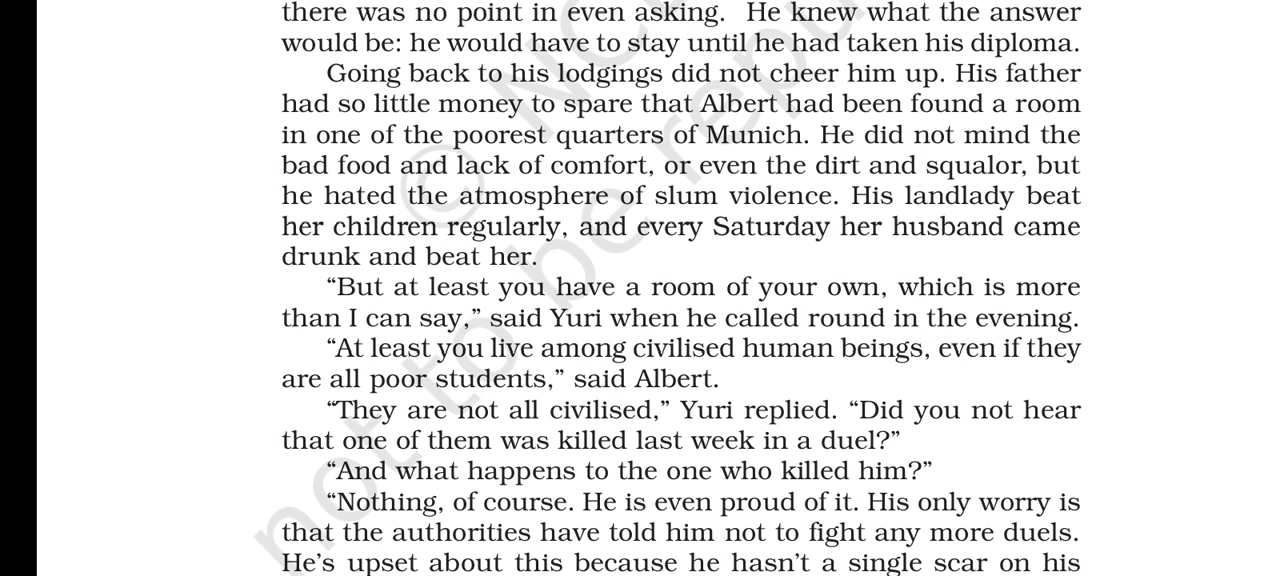 there was no point in even asking.  He knew what the answer
would be: he would have to stay until he had taken his diploma.
Going back to his lodgings did not cheer him up. His father
had so little money to spare that Albert had been found a room
in one of the poorest quarters of Munich. He did not mind the
bad food and lack of comfort, or even the dirt and squalor, but
he hated the atmosphere of slum violence. His landlady beat
her children regularly, and every Saturday her husband came
drunk and beat her.
“But at least you have a room of your own, which is more
than I can say,” said Yuri when he called round in the evening.
“At least you live among civilised human beings, even if they
are all poor students,” said Albert.
“They are not all civilised,” Yuri replied. “Did you not hear
that one of them was killed last week in a duel?”
“And what happens to the one who killed him?”
“Nothing, of course. He is even proud of it. His only worry is
that the authorities have told him not to fight any more duels.
He’s upset about this because he hasn’t a single scar on his
© NC
not to be repu